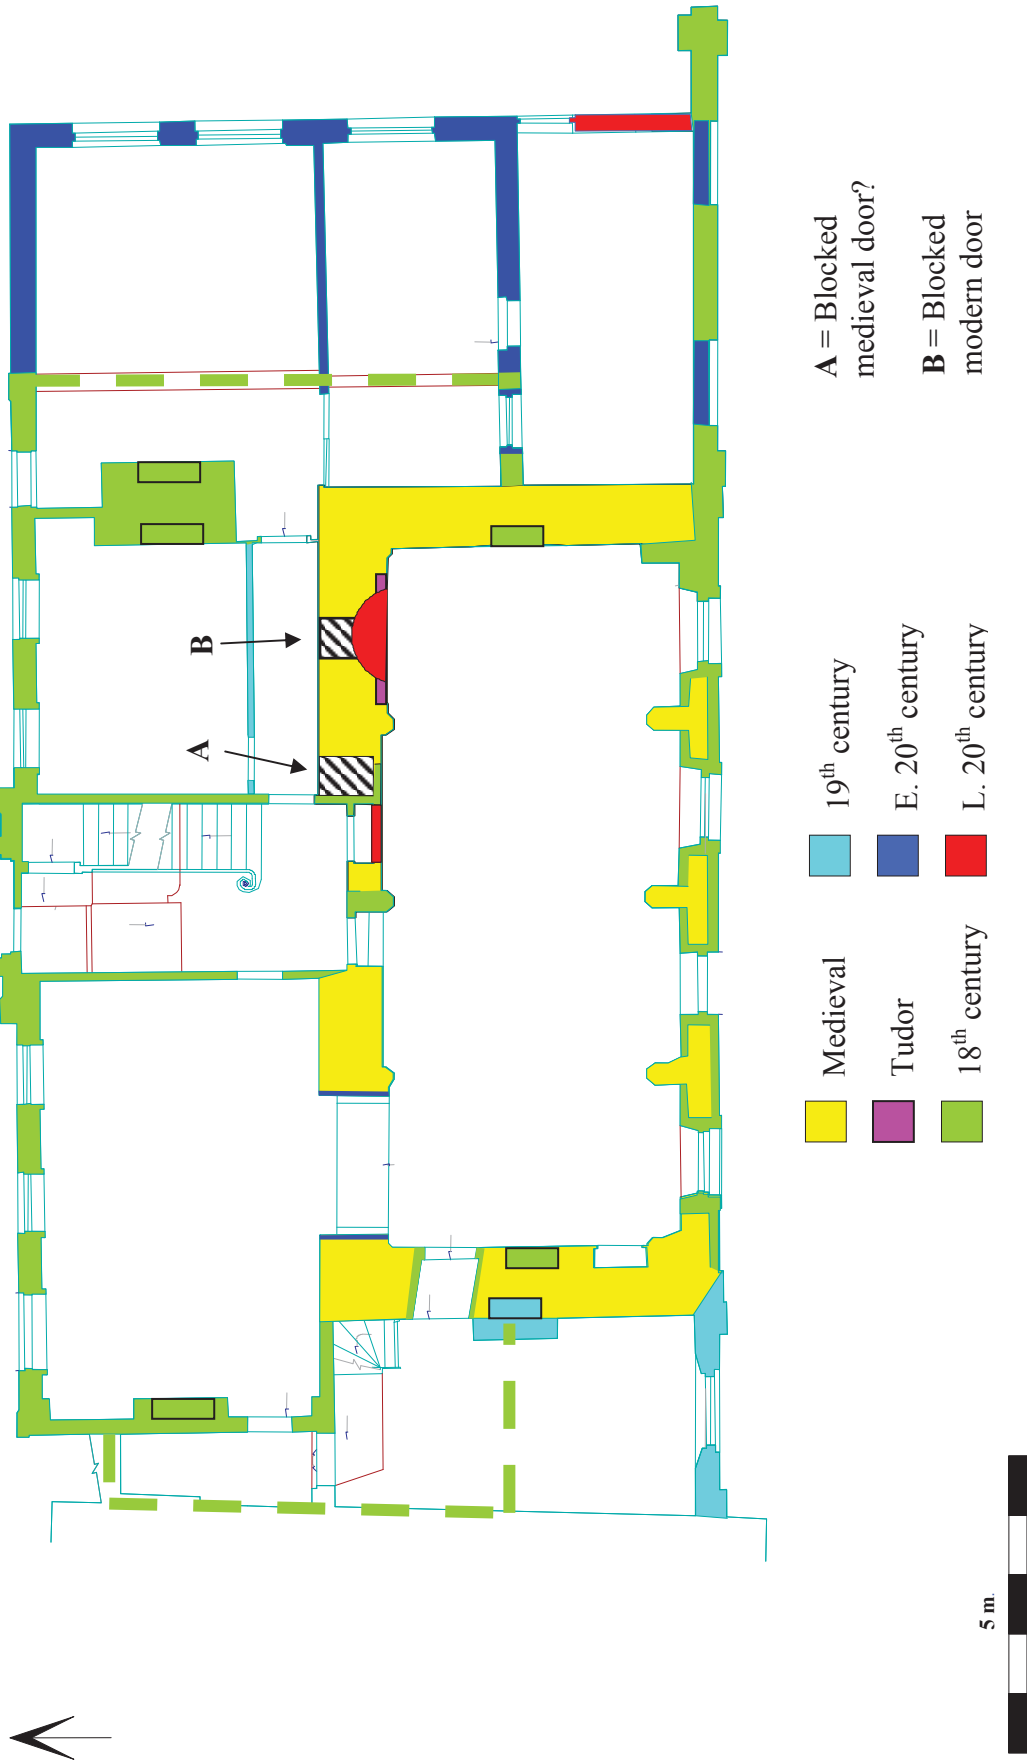 B
A
A = Blocked
medieval door?
B = Blocked
modern door
Medieval
Tudor
18th century
19th century
E. 20th century
L. 20th century
5 m.